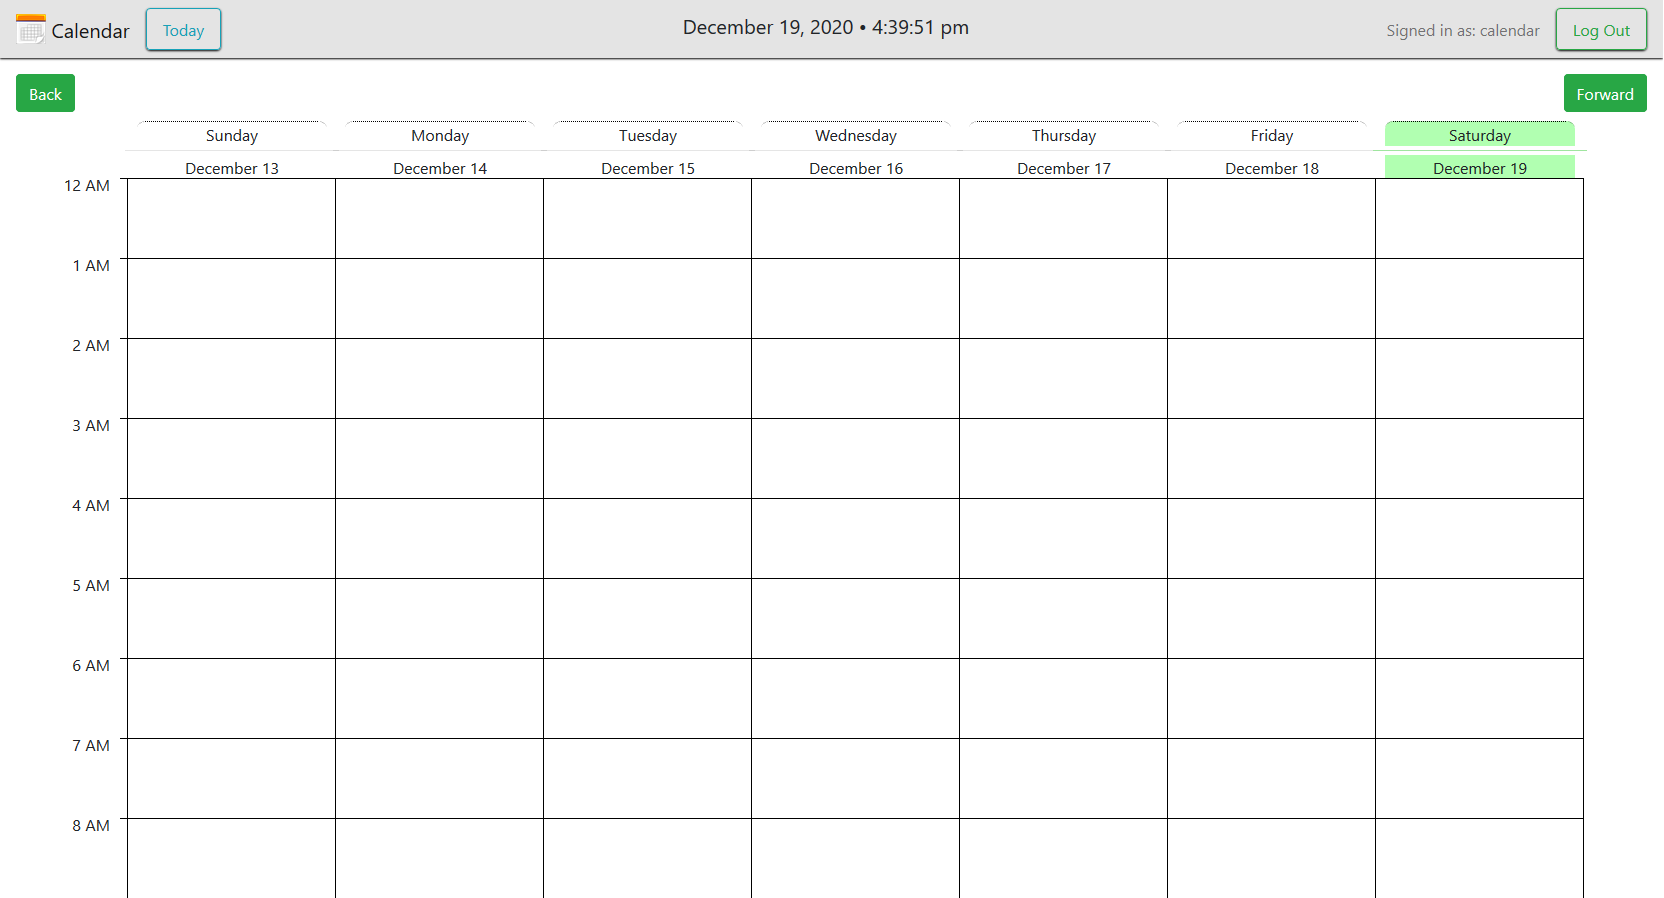 Calendar Today December 19, 2020 • 4:39:51 pm Signed in as: calendar Log Out
Back Forward
Sunday Monday Tuesday Wednesday Thursday Friday Saturday
December 13 December 14 December 15 December 16 December 17 December 18 December 19
12 AM
1 AM
2 AM
3 AM
4 AM
5 AM
6 AM
7 AM
8 AM